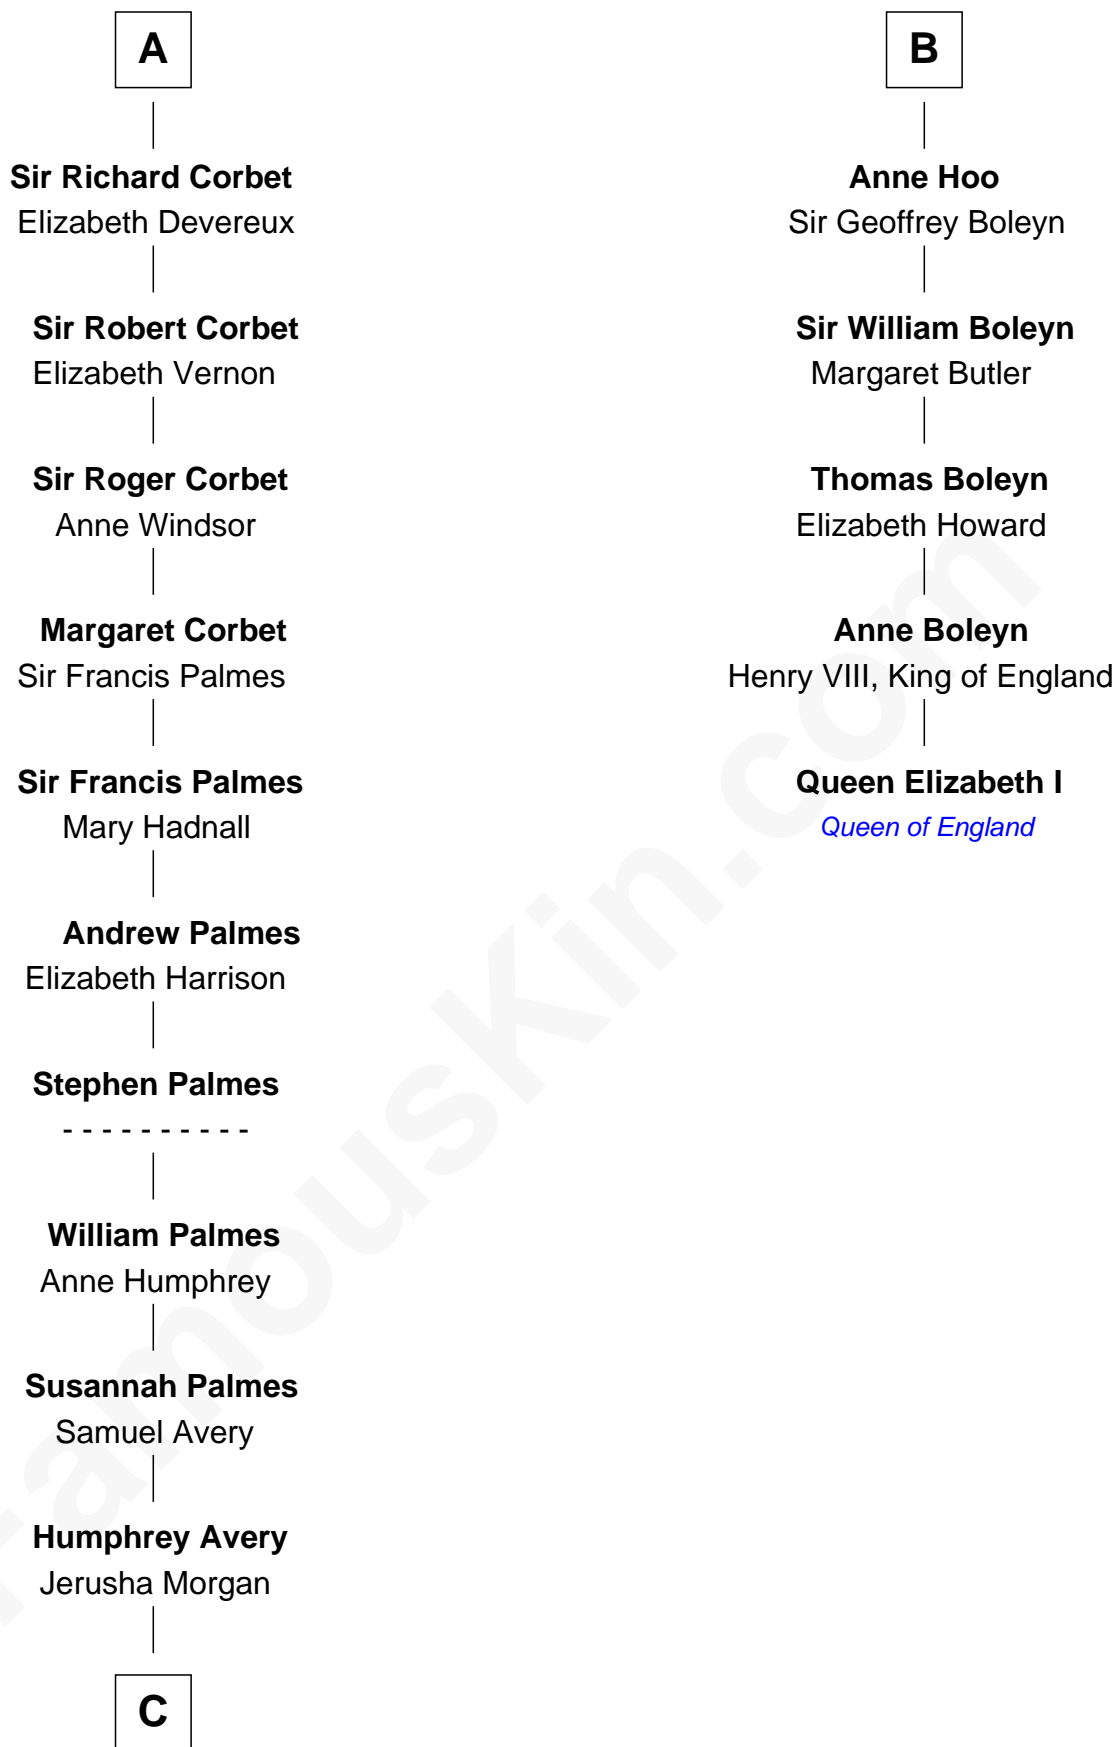 A
Sir Richard Corbet
Elizabeth Devereux
Sir Robert Corbet
Elizabeth Vernon
Sir Roger Corbet
Anne Windsor
Margaret Corbet
Sir Francis Palmes
Sir Francis Palmes
Mary Hadnall
Andrew Palmes
Elizabeth Harrison
Stephen Palmes
- - - - - - - - - -
William Palmes
Anne Humphrey
Susannah Palmes
Samuel Avery
Humphrey Avery
Jerusha Morgan
C
B
Anne Hoo
Sir Geoffrey Boleyn
Sir William Boleyn
Margaret Butler
Thomas Boleyn
Elizabeth Howard
Anne Boleyn
Henry VIII, King of England
Queen Elizabeth I
Queen of England
FamousKin.com